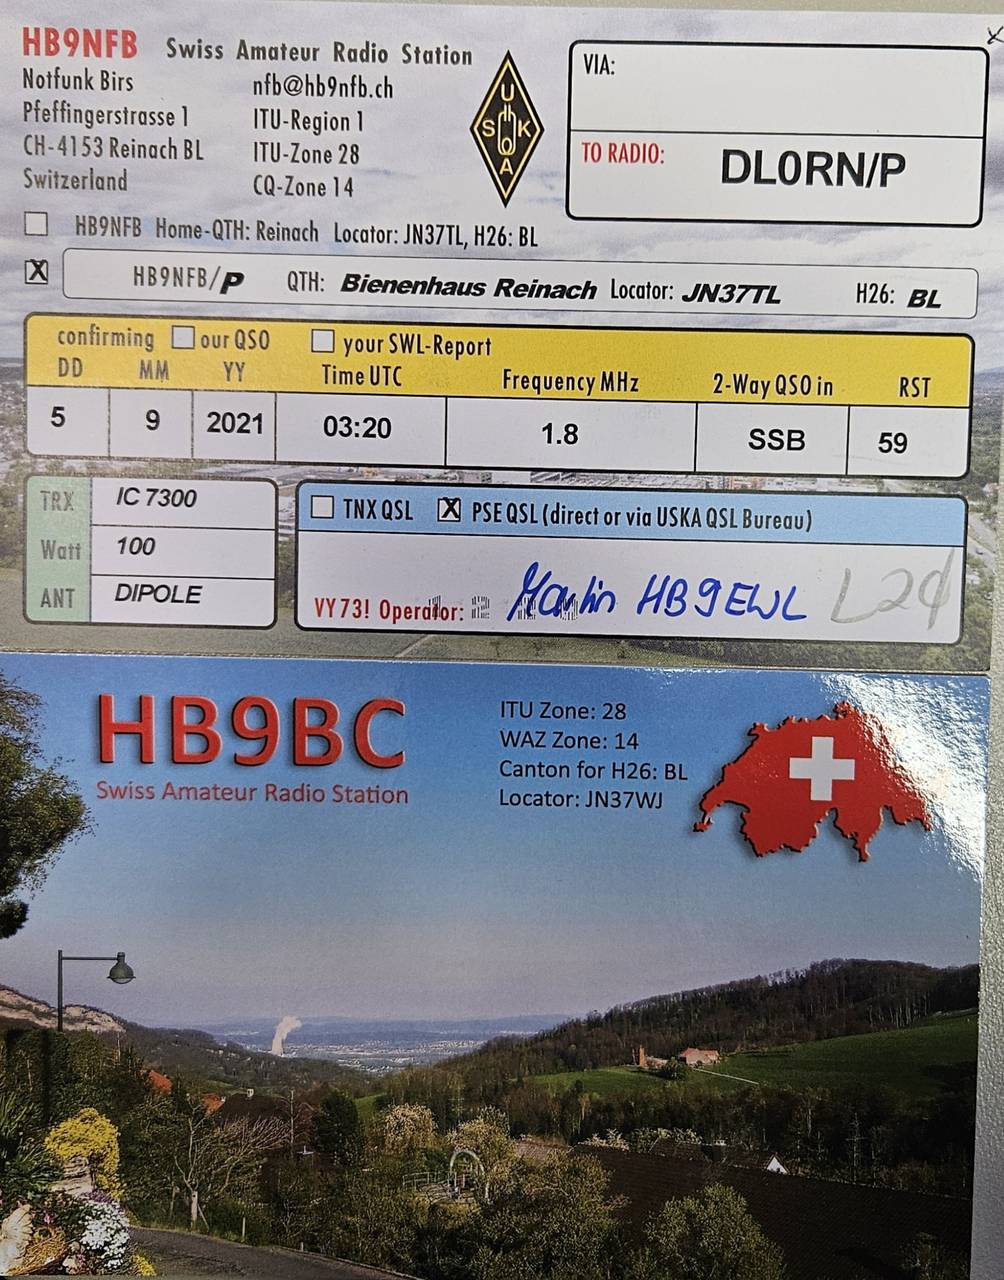 HB9NFB Swiss Amateur Radio Station
Notfunk Birs nfb@hb9nfb.ch
Pfeffingerstrasse 1 ITU-Region 1
CH-4153 Reinach BL ITU-Zone 28
Switzerland CQ-Zone 14
USKA
VIA:
TO RADIO: DL0RN/P
HB9NFB Home-QTH: Reinach Locator: JN37TL, H26: BL
X HB9NFB/P QTH: Bienenhaus Reinach Locator: JN37TL H26: BL
confirming our QSO your SWL-Report
DD MM YY Time UTC Frequency MHz 2-Way QSO in RST
5 9 2021 03:20 1.8 SSB 59
TRX IC 7300
Watt 100
ANT DIPOLE
TNX QSL X PSE QSL (direct or via USKA QSL Bureau)
VY 73! Operator: Martin HB9EWL
HB9BC
Swiss Amateur Radio Station
ITU Zone: 28
WAZ Zone: 14
Canton for H26: BL
Locator: JN37WJ